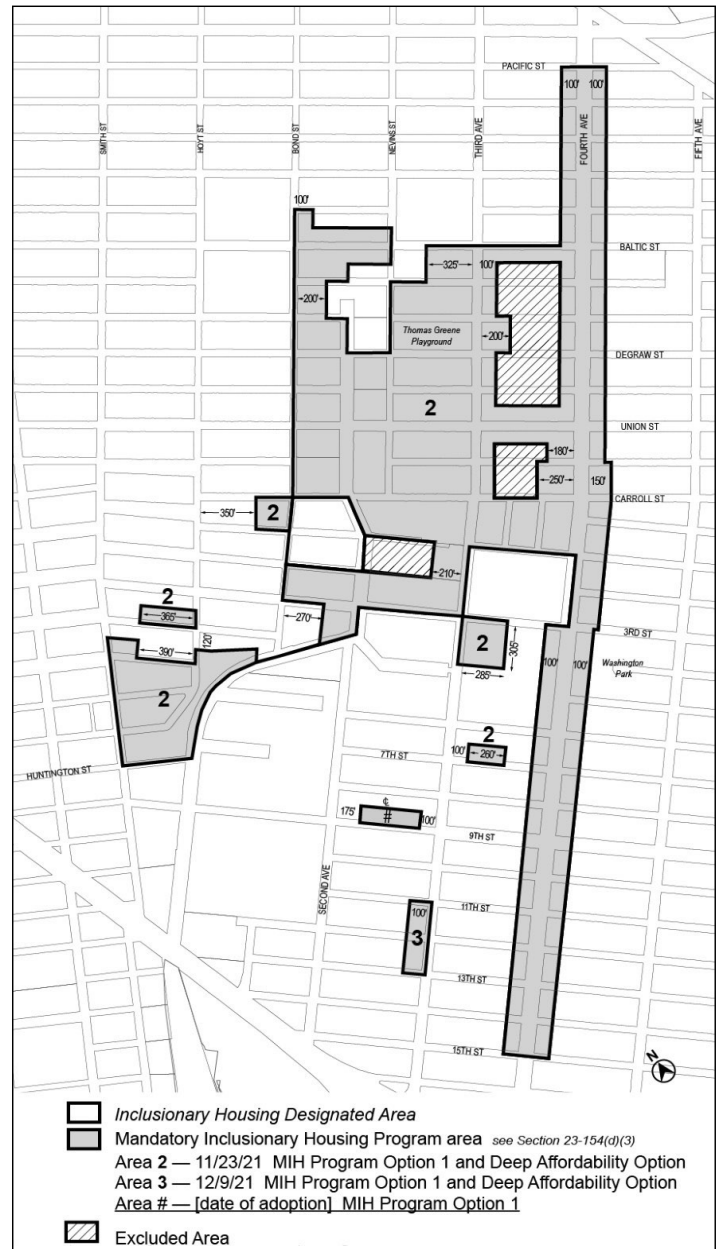 PACIFIC ST
100' 100'
SMITH ST
HOYT ST
BOND ST
NEVINS ST
THIRD AVE
FOURTH AVE
FIFTH AVE
100'
BALTIC ST
325'
100'
200'
Thomas Greene
Playground
200'
DEGRAW ST
2
UNION ST
180'
250'
150'
CARROLL ST
350'
2
210'
2
365'
270'
120'
390'
2
305'
3RD ST
2
285'
100' 100'
Washington
Park
2
100'
260'
7TH ST
HUNTINGTON ST
175'
#
100'
9TH ST
SECOND AVE
100'
11TH ST
3
13TH ST
15TH ST
N
Inclusionary Housing Designated Area
Mandatory Inclusionary Housing Program area see Section 23-154(d)(3)
Area 2 — 11/23/21 MIH Program Option 1 and Deep Affordability Option
Area 3 — 12/9/21 MIH Program Option 1 and Deep Affordability Option
Area # — [date of adoption] MIH Program Option 1
Excluded Area